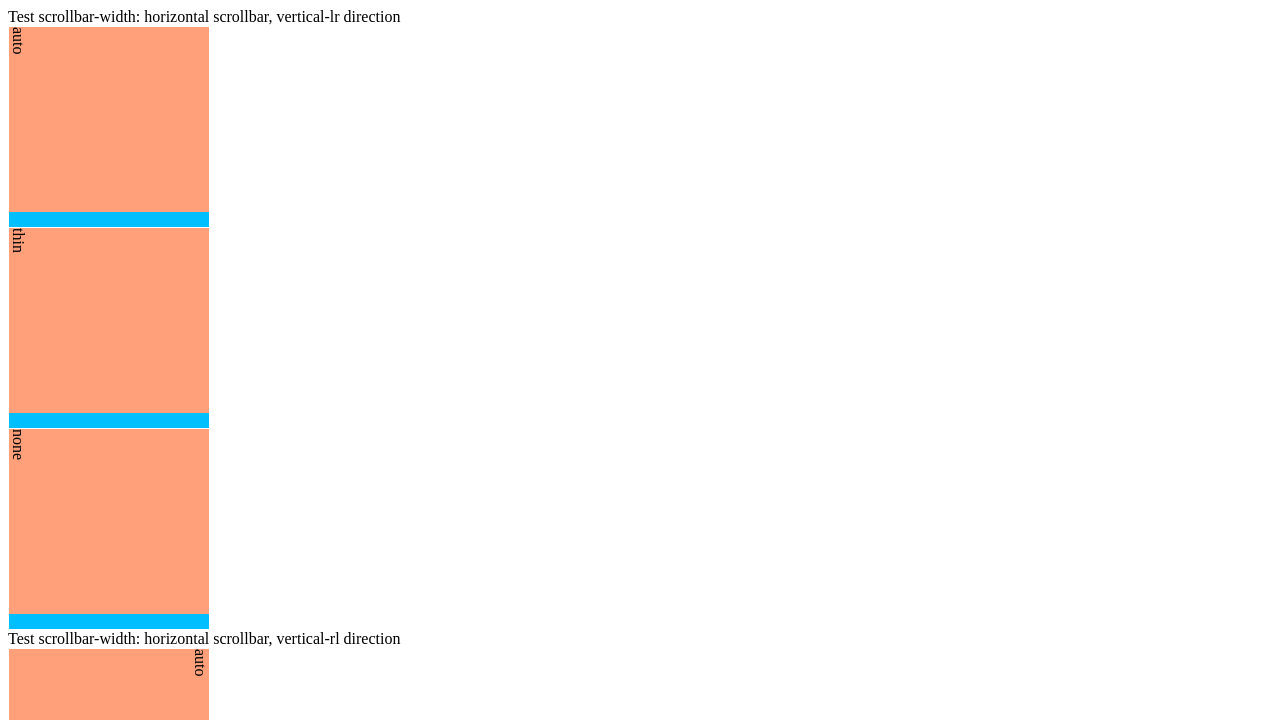 Test scrollbar-width: horizontal scrollbar, vertical-lr direction
auto
thin
none
Test scrollbar-width: horizontal scrollbar, vertical-rl direction
auto